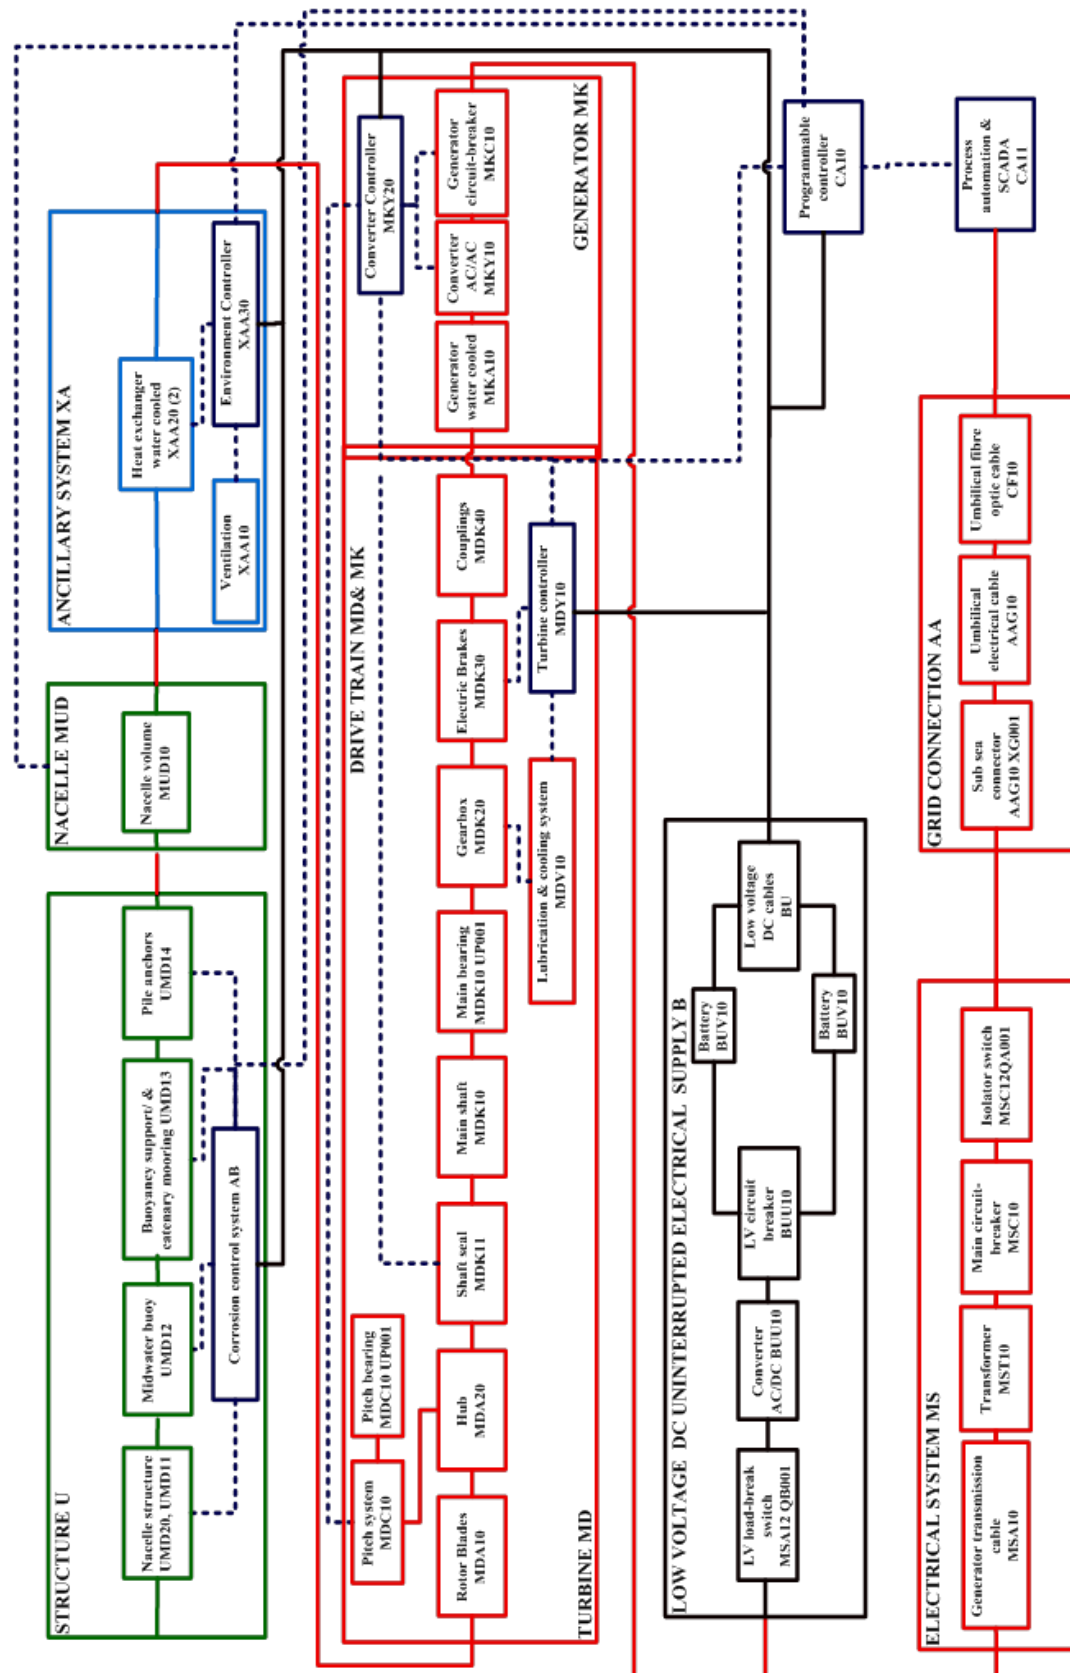 STRUCTURE U
Nacelle structure
UMD20, UMD11
Midwater buoy
UMD12
Buoyancy support/ &
catenary mooring UMD13
Pile anchors
UMD14
Corrosion control system AB
NACELLE MUD
Nacelle volume
MUD10
ANCILLARY SYSTEM XA
Heat exchanger
water cooled
XAA20 (2)
Ventilation
XAA10
Environment Controller
XAA30
TURBINE MD
DRIVE TRAIN MD& MK
Pitch system
MDC10
Pitch bearing
MDC10 UP001
Rotor Blades
MDA10
Hub
MDA20
Shaft seal
MDK11
Main shaft
MDK10
Main bearing
MDK10 UP001
Gearbox
MDK20
Electric Brakes
MDK30
Couplings
MDK40
Lubrication & cooling system
MDV10
Turbine controller
MDY10
GENERATOR MK
Converter Controller
MKY20
Generator
water cooled
MKA10
Converter
AC/AC
MKY10
Generator
circuit-breaker
MKC10
LOW VOLTAGE DC UNINTERRUPTED ELECTRICAL SUPPLY B
LV load-break
switch
MSA12 QB001
Converter
AC/DC BUU10
LV circuit
breaker
BUU10
Battery
BUV10
Battery
BUV10
Low voltage
DC cables
BU
Programmable
controller
CA10
Process
automation &
SCADA
CA11
ELECTRICAL SYSTEM MS
Generator transmission
cable
MSA10
Transformer
MST10
Main circuit-
breaker
MSC10
Isolator switch
MSC12QA001
GRID CONNECTION AA
Sub sea
connector
AAG10 XG001
Umbilical
electrical cable
AAG10
Umbilical fibre
optic cable
CF10